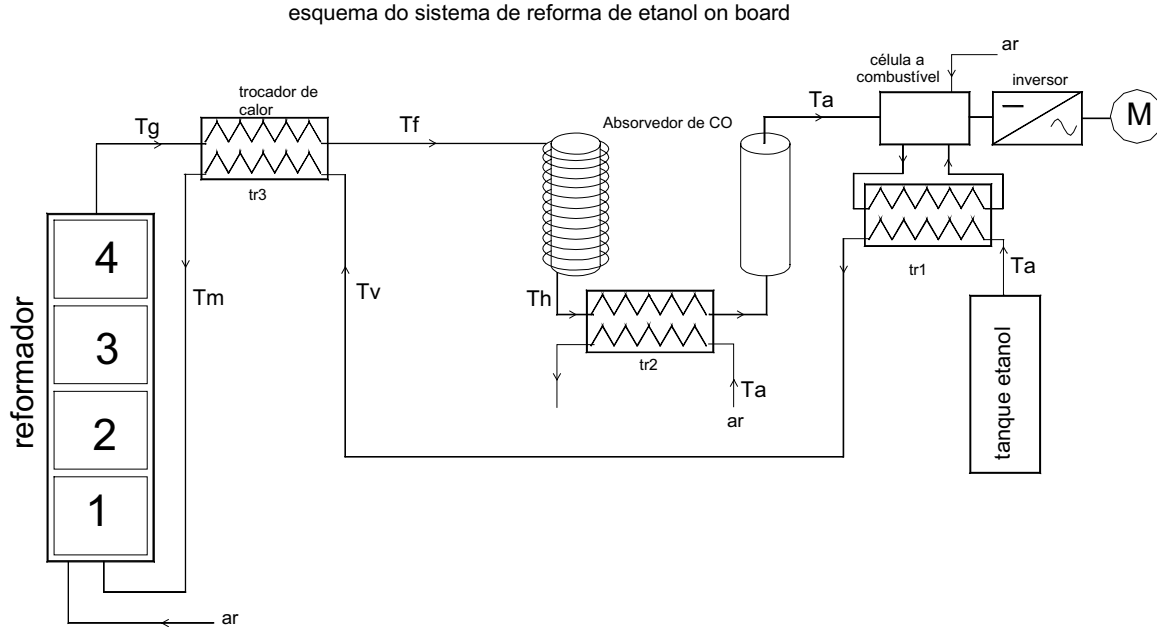 esquema do sistema de reforma de etanol on board
ar
célula a
combustível
inversor
trocador de
calor
Ta
M
Tg
Tf
Absorvedor de CO
tr3
tr1
Ta
reformador
4
3
2
1
Tm
Tv
Th
tr2
Ta
ar
tanque etanol
ar